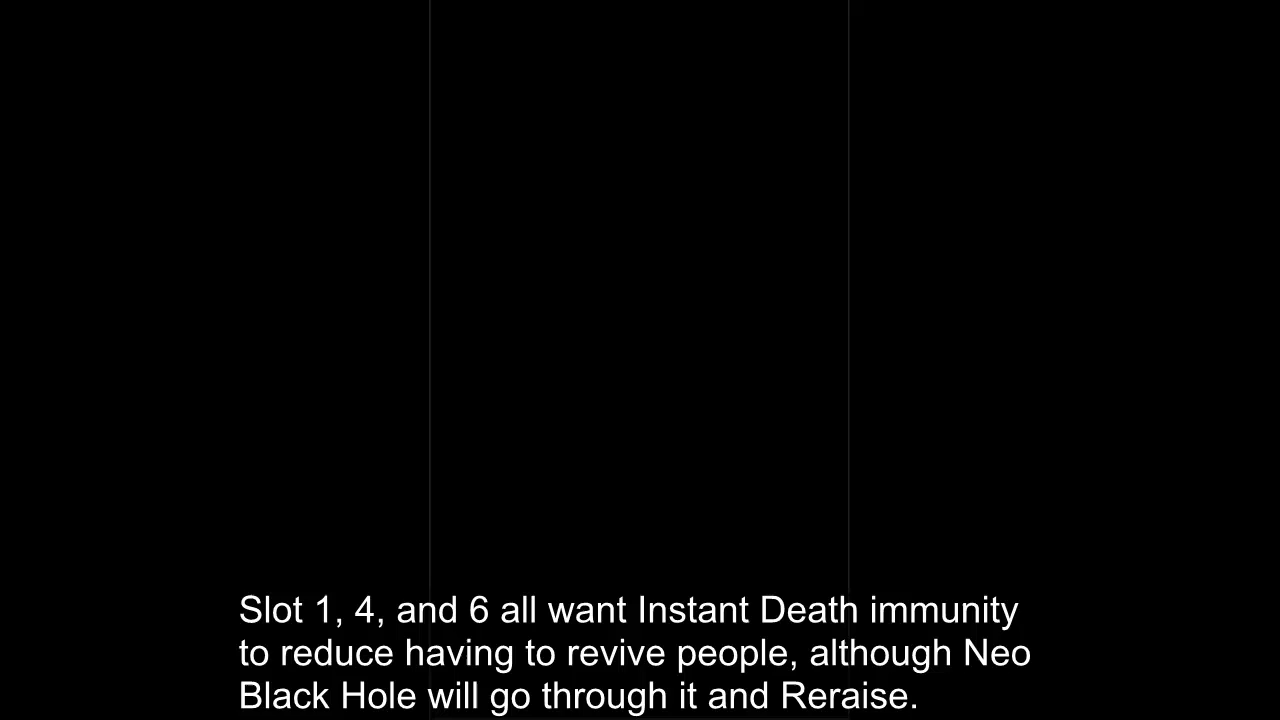 Slot 1, 4, and 6 all want Instant Death immunity
to reduce having to revive people, although Neo
Black Hole will go through it and Reraise.